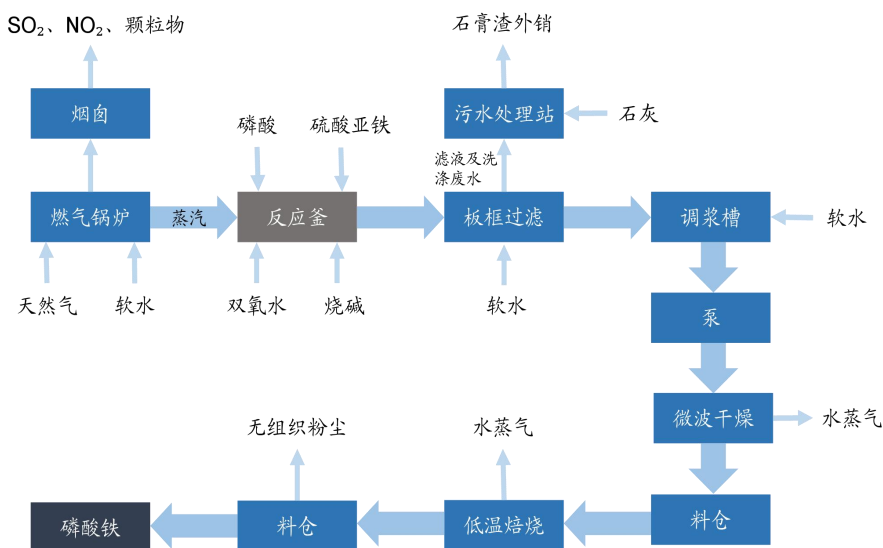 SO₂、NO₂、颗粒物
石膏渣外销
烟囱
污水处理站
石灰
磷酸
硫酸亚铁
滤液及洗
涤废水
燃气锅炉
蒸汽
反应釜
板框过滤
调浆槽
软水
天然气
软水
双氧水
烧碱
软水
泵
微波干燥
水蒸气
无组织粉尘
水蒸气
磷酸铁
料仓
低温焙烧
料仓